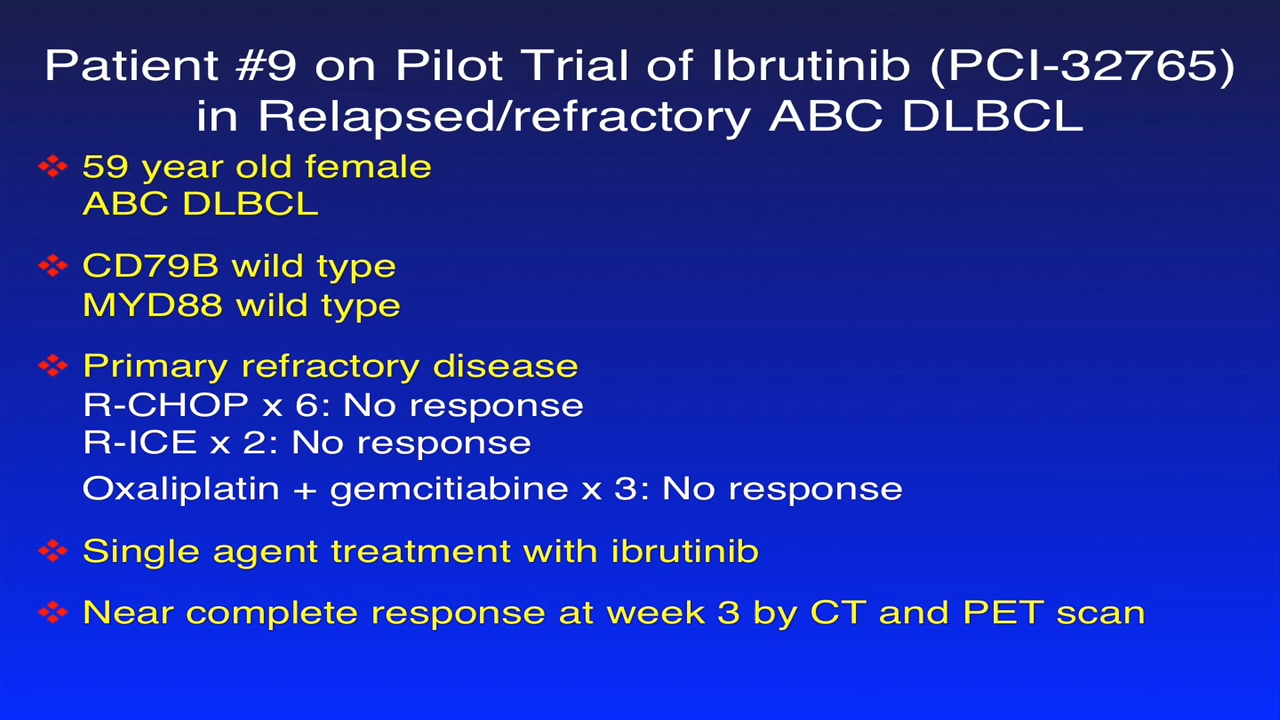 Patient #9 on Pilot Trial of Ibrutinib (PCI-32765)
in Relapsed/refractory ABC DLBCL
59 year old female
ABC DLBCL
CD79B wild type
MYD88 wild type
Primary refractory disease
R-CHOP x 6: No response
R-ICE x 2: No response
Oxaliplatin + gemcitiabine x 3: No response
Single agent treatment with ibrutinib
Near complete response at week 3 by CT and PET scan